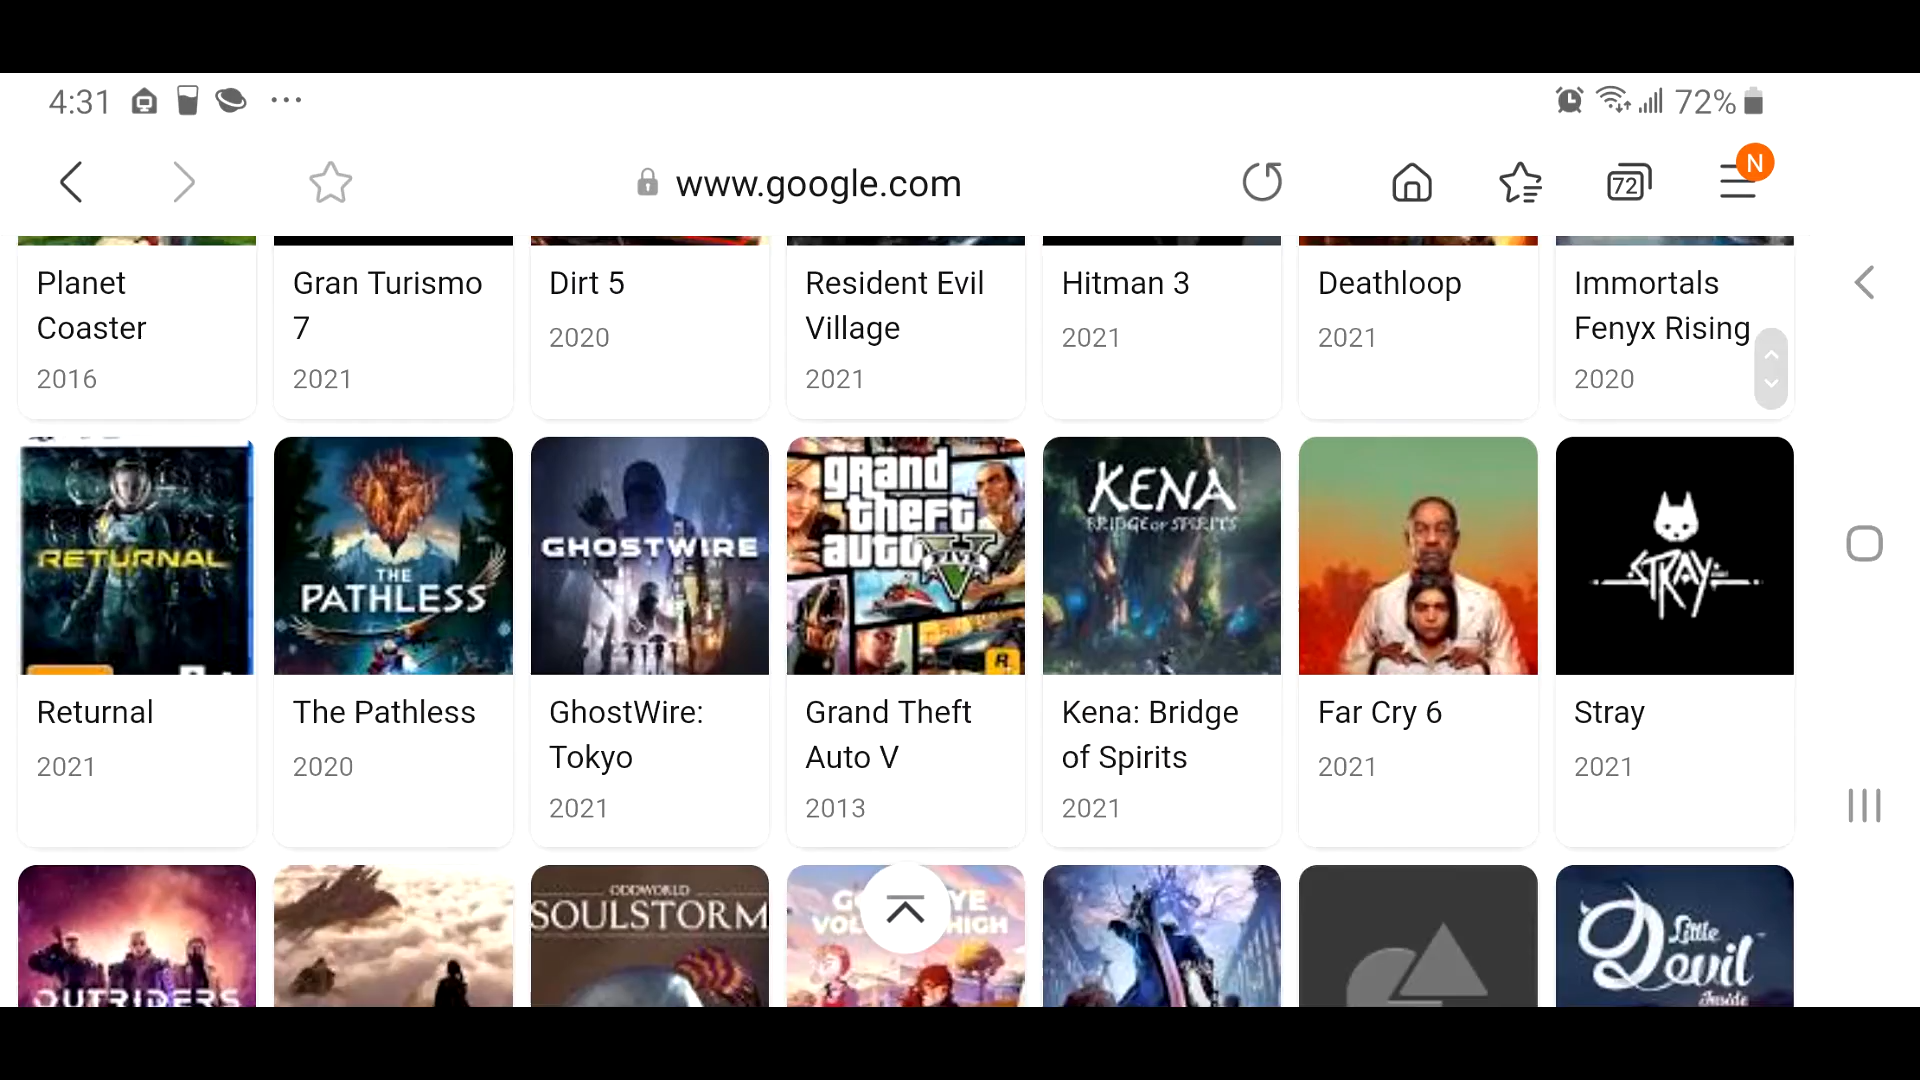 4:31
72%
www.google.com
72
N
Planet
Coaster
2016
Gran Turismo
7
2021
Dirt 5
2020
Resident Evil
Village
2021
Hitman 3
2021
Deathloop
2021
Immortals
Fenyx Rising
2020
RETURNAL
THE
PATHLESS
GHOSTWIRE
grand
theft
auto
V
R
KENA
BRIDGE OF SPIRITS
STRAY
Returnal
2021
The Pathless
2020
GhostWire:
Tokyo
2021
Grand Theft
Auto V
2013
Kena: Bridge
of Spirits
2021
Far Cry 6
2021
Stray
2021
OUTRIDERS
ODDWORLD
SOULSTORM
HIGH
Little
Devil
Inside